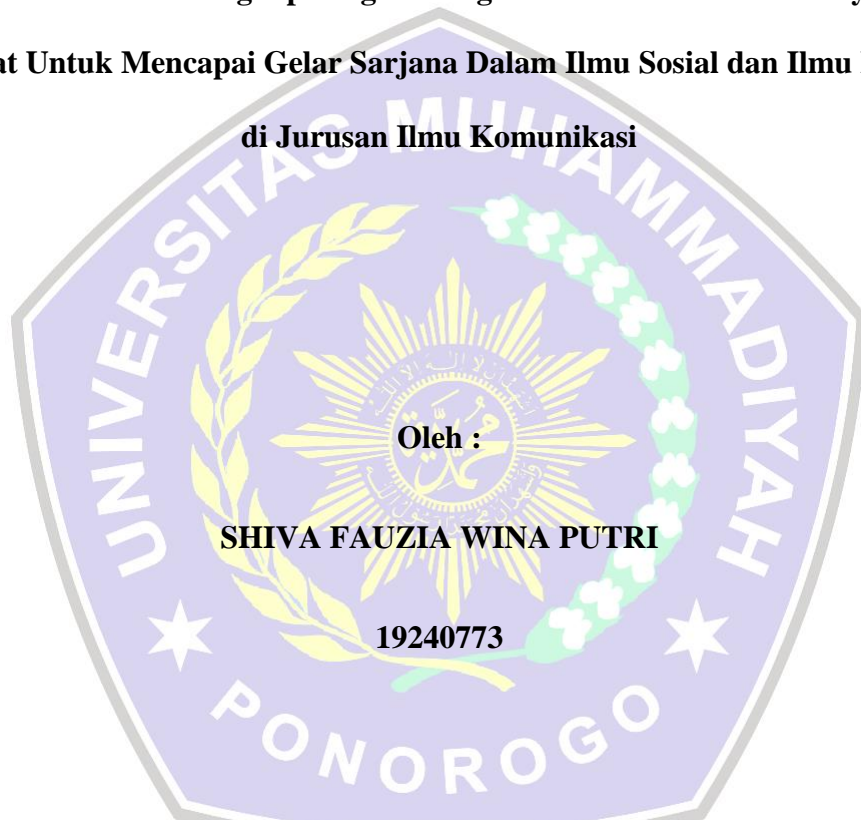 at Untuk Mencapai Gelar Sarjana Dalam Ilmu Sosial dan Ilmu
di Jurusan Ilmu Komunikasi
UNIVERSITAS MUHAMMADIYAH
محمد
Oleh :
SHIVA FAUZIA WINA PUTRI
19240773
PONOROGO